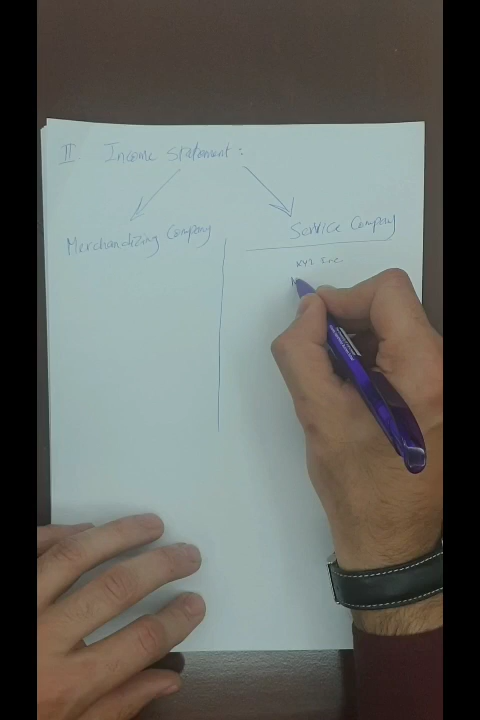 II Income Statement:
Merchandizing Company
Service Company
XYZ Inc.